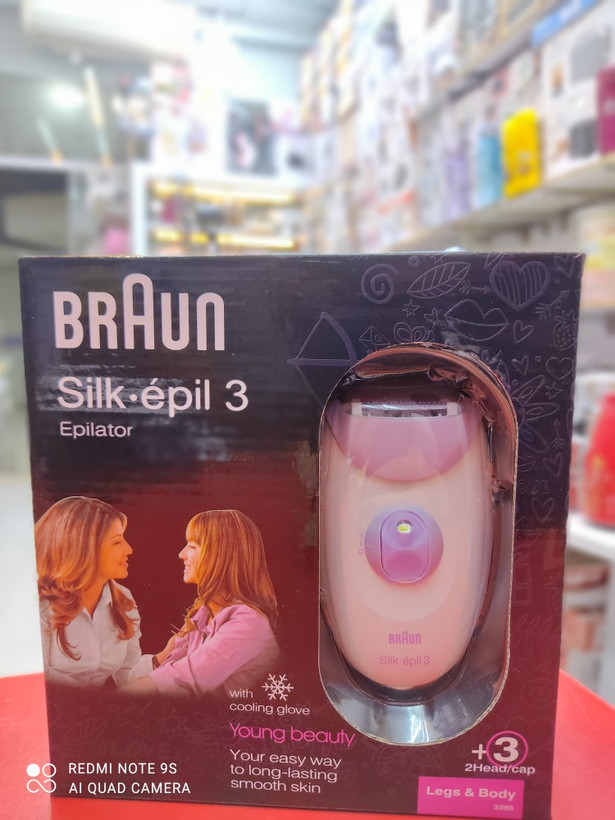 BRAUN
Silk·épil 3
Epilator
BRAUN
Silk·épil 3
with
cooling glove
Young beauty
Your easy way
to long-lasting
smooth skin
+3
2Head/cap
Legs & Body
3390
REDMI NOTE 9S
AI QUAD CAMERA